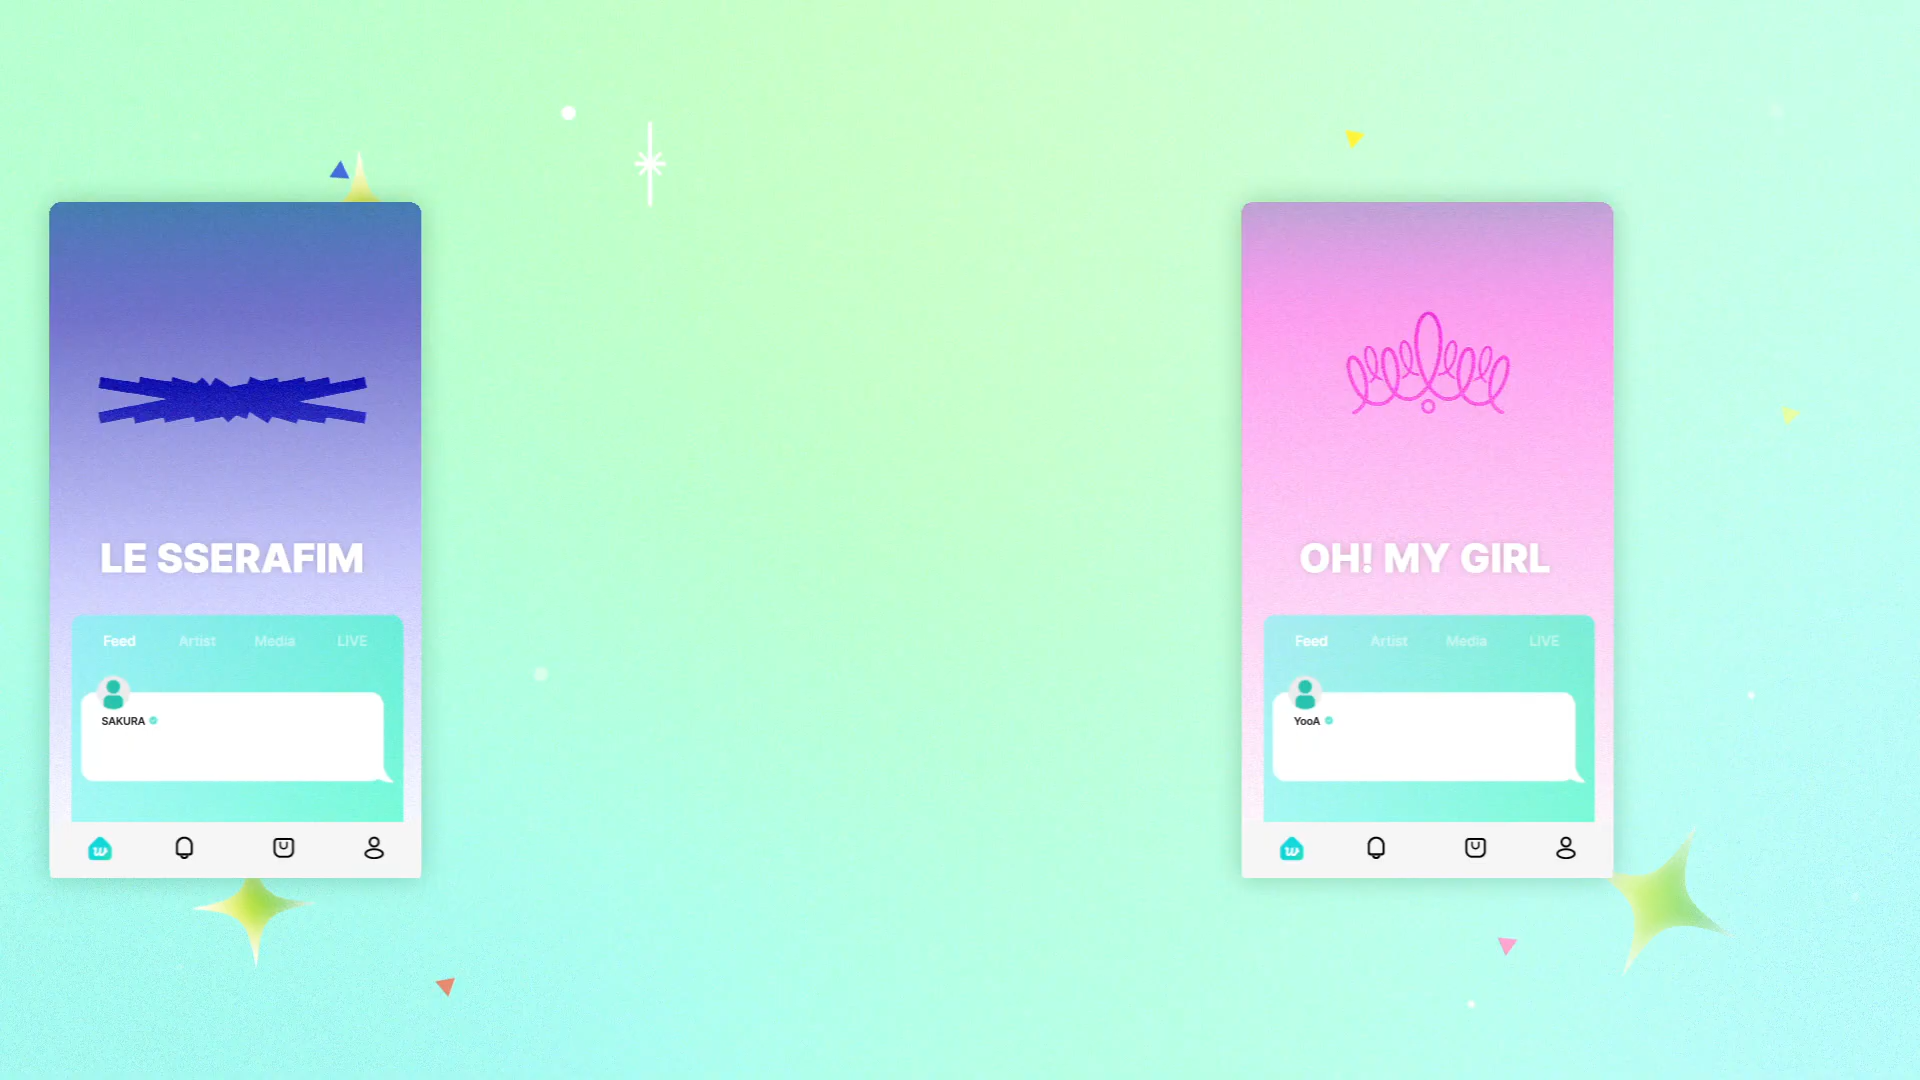 LE SSERAFIM
Feed Artist Media LIVE
SAKURA
OH! MY GIRL
Feed Artist Media LIVE
YooA